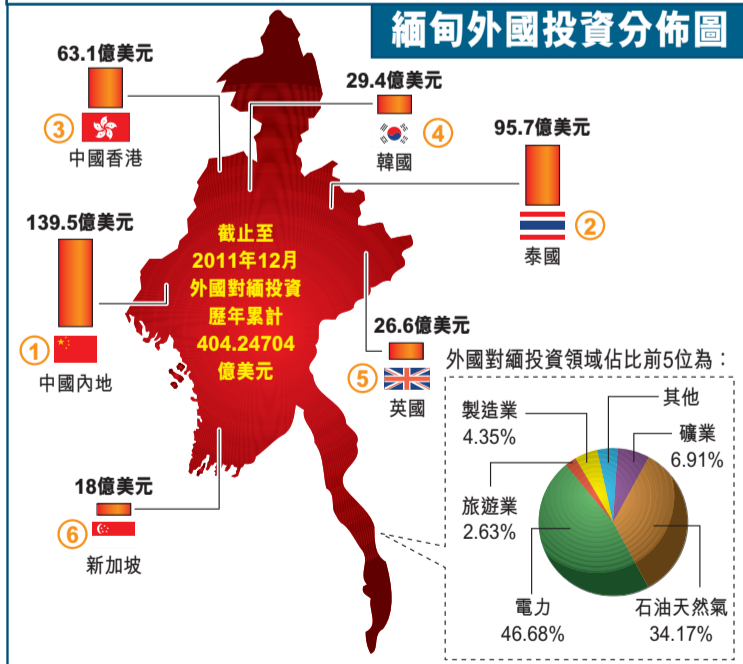 緬甸外國投資分佈圖
63.1億美元
③
中國香港
29.4億美元
④
韓國
95.7億美元
②
泰國
139.5億美元
①
中國內地
截止至
2011年12月
外國對緬投資
歷年累計
404.24704
億美元
26.6億美元
⑤
英國
18億美元
⑥
新加坡
外國對緬投資領域佔比前5位為：
其他
製造業
4.35%
礦業
6.91%
旅遊業
2.63%
電力
46.68%
石油天然氣
34.17%